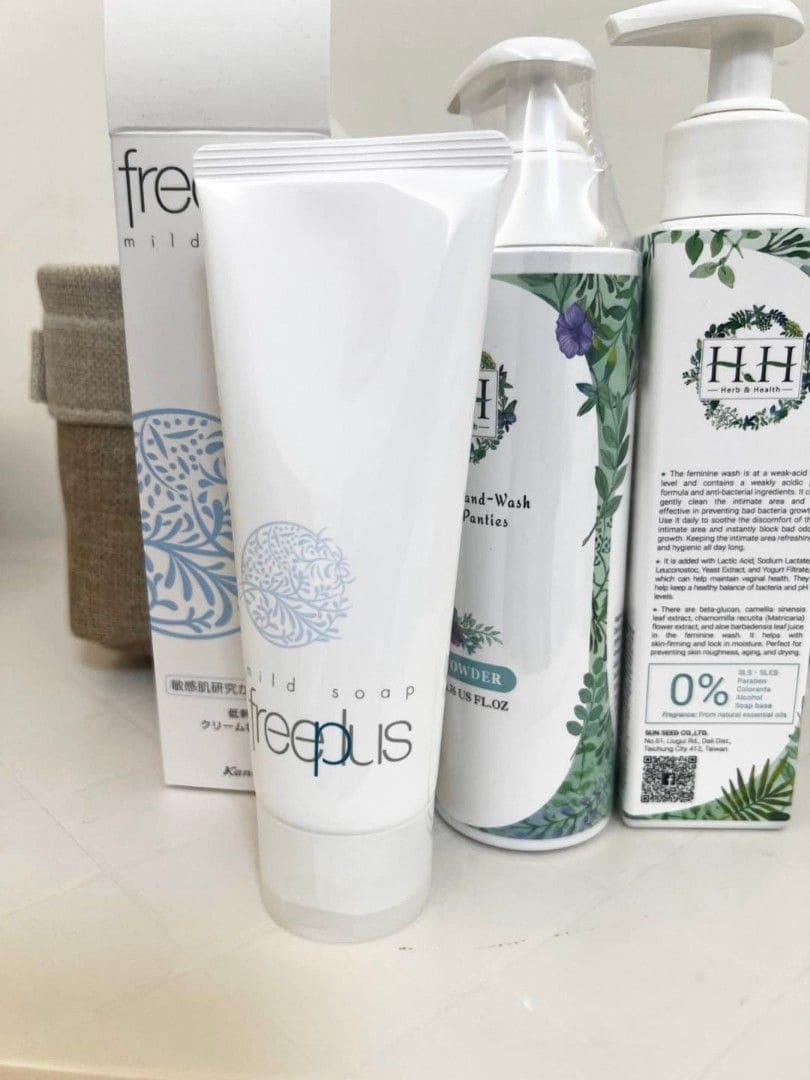 mild
敏感肌研究
クリーム
mild soap
freeplus
H
and-Wash
Panties
OWDER
US FL.OZ
H&H
Herb & Health
• The feminine wash is at a weak-acid
level and contains a weakly acidic
formula and anti-bacterial ingredients. It
gently clean the intimate area and
effective in preventing bad bacteria
Use it daily to soothe the discomfort of
intimate area and instantly block bad
growth. Keeping the intimate area
and hygienic all day long.
• It is added with Lactic Acid, Sodium Lactate,
Leuconostoc, Yeast Extract, and Yogurt Filtrate,
which can help maintain vaginal health. They
help keep a healthy balance of bacteria and pH
levels.
• There are beta-glucan, camellia sinensis
leaf extract, chamomilla recutita (Matricaria)
flower extract, and aloe barbadensis leaf juice
in the feminine wash. It helps with
skin-firming and lock in moisture. Perfect for
preventing skin roughness, aging, and drying.
0%
SLS・SLES
Paraben
Colorants
Alcohol
Soap base
Fragrance: From natural essential oils
SUN SEED CO.,LTD.
No.61, Liugui Rd., Dali Dist.,
Taichung City 412, Taiwan